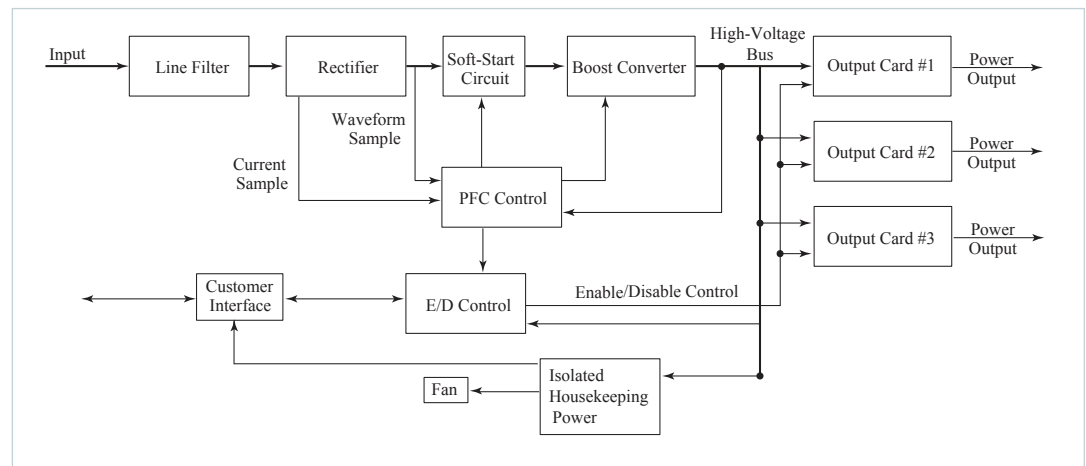 Input
Line Filter
Rectifier
Soft-Start
Circuit
Boost Converter
High-Voltage
Bus
Output Card #1
Power
Output
Waveform
Sample
Current
Sample
PFC Control
Output Card #2
Power
Output
Output Card #3
Power
Output
Customer
Interface
E/D Control
Enable/Disable Control
Fan
Isolated
Housekeeping
Power